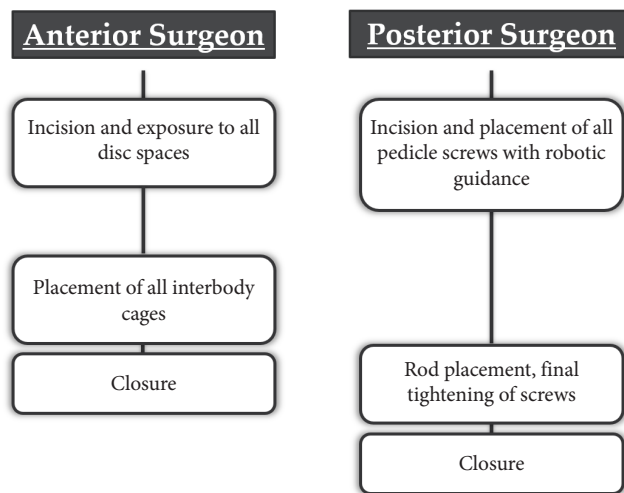 Anterior Surgeon
Incision and exposure to all
disc spaces
Placement of all interbody
cages
Closure
Posterior Surgeon
Incision and placement of all
pedicle screws with robotic
guidance
Rod placement, final
tightening of screws
Closure